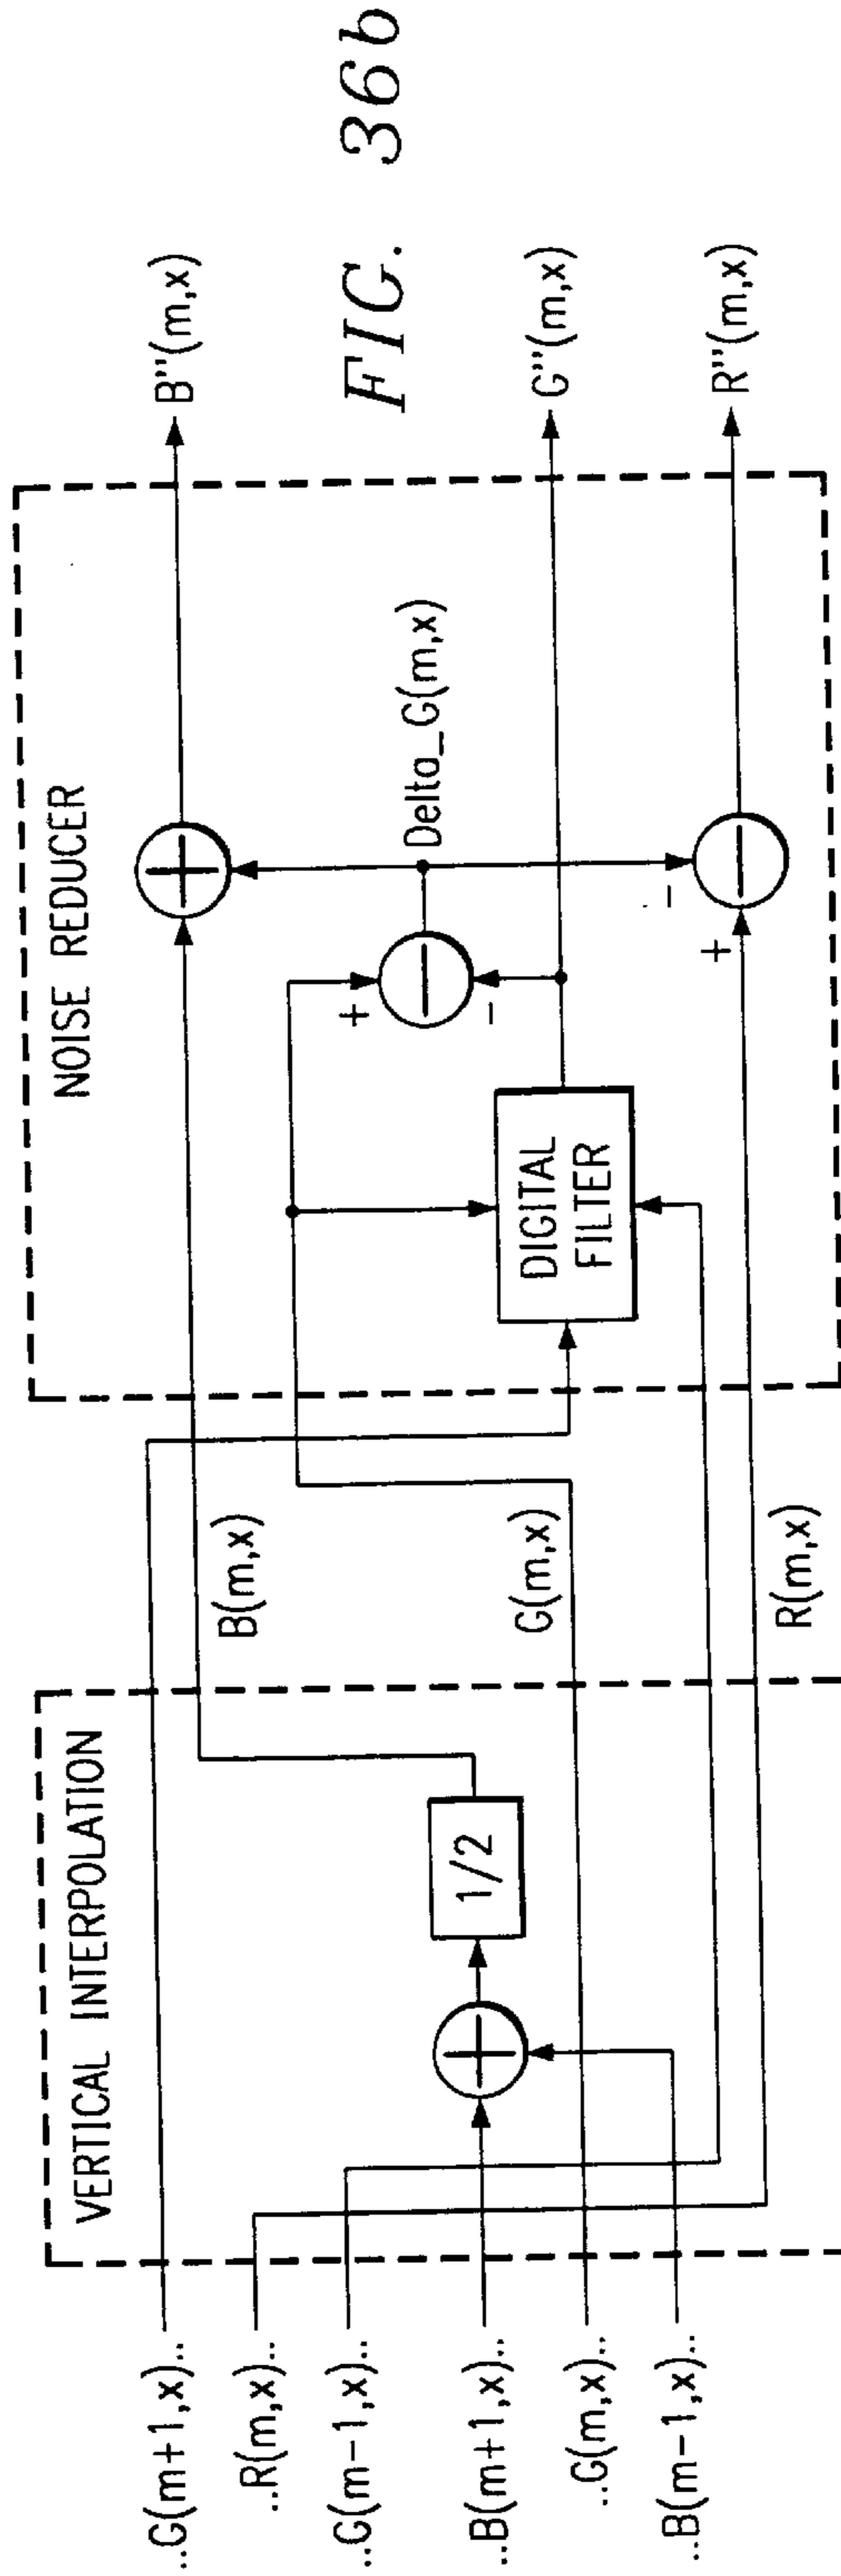 ..G(m+1,x)..
..R(m,x)..
..G(m−1,x)..
..B(m+1,x)..
..G(m,x)..
..B(m−1,x)..
VERTICAL INTERPOLATION
+
1/2
B(m,x)
G(m,x)
R(m,x)
NOISE REDUCER
DIGITAL
FILTER
+
−
−
+
Delta_G(m,x)
+
−
−
B''(m,x)
G''(m,x)
R''(m,x)
FIG. 36b